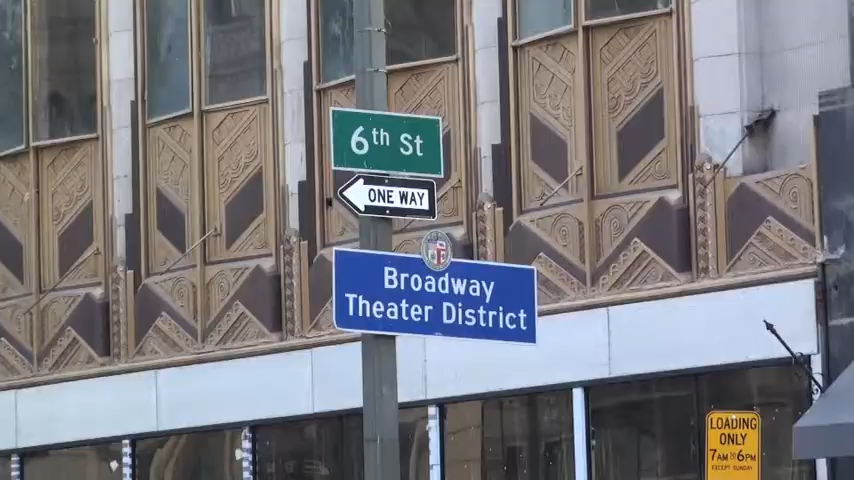 6th St
ONE WAY
Broadway
Theater District
LOADING
ONLY
7AM TO 6PM
EXCEPT SUNDAY